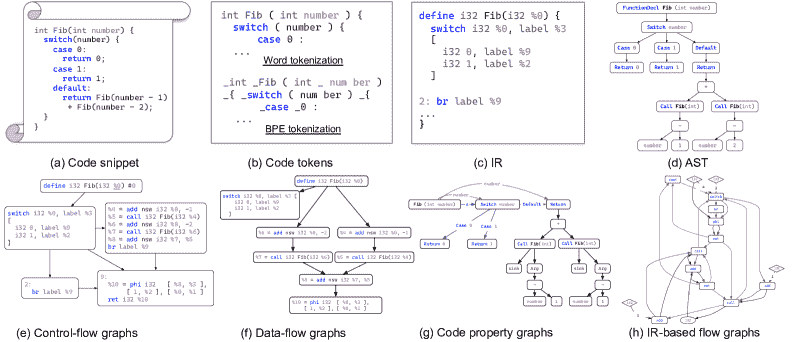 int Fib(int number) {
switch(number) {
case 0:
return 0;
case 1:
return 1;
default:
return Fib(number - 1)
+ Fib(number - 2);
}
}
(a) Code snippet
int Fib ( int number ) {
switch ( number ) {
case 0 :
...
Word tokenization
_int _Fib ( int _ num ber )
_{ _switch ( num ber ) _{
_case _0 :
...
BPE tokenization
(b) Code tokens
define i32 Fib(i32 %0) {
switch i32 %0, label %3
[
i32 0, label %9
i32 1, label %2
]
2: br label %9
...
}
(c) IR
FunctionDecl Fib (int number)
Switch number
Case 0 Case 1 Default
Return 0 Return 1 Return
+
Call Fib(int) Call Fib(int)
- -
number 1 number 2
(d) AST
define i32 Fib(i32 %0) #0
switch i32 %0, label %3
[
i32 0, label %9
i32 1, label %2
]
%4 = add nsw i32 %0, -1
%5 = call i32 Fib(i32 %4)
%6 = add nsw i32 %0, -2
%7 = call i32 Fib(i32 %6)
%8 = add nsw i32 %7, %5
br label %9
2:
br label %9
9:
%10 = phi i32 [ %8, %3 ],
[ 1, %2 ], [ %0, %1 ]
ret i32 %10
(e) Control-flow graphs
define i32 Fib(i32 %0)
switch i32 %0, label %3 [
i32 0, label %9
i32 1, label %2
]
%6 = add nsw i32 %0, -2
%4 = add nsw i32 %0, -1
%7 = call i32 Fib(i32 %6)
%5 = call i32 Fib(i32 %4)
%8 = add nsw i32 %7, %5
%10 = phi i32 [ %8, %3 ],
[ 1, %2 ], [ %0, %1 ]
(f) Data-flow graphs
number
Fib (int number) Switch number Default Return
Case 0 Case 1
Return 0 Return 1
+
Call Fib(int) Call Fib(int)
Arg Arg
- -
number 1 number 2
(g) Code property graphs
switch
br
phi
ret
call
add
(h) IR-based flow graphs